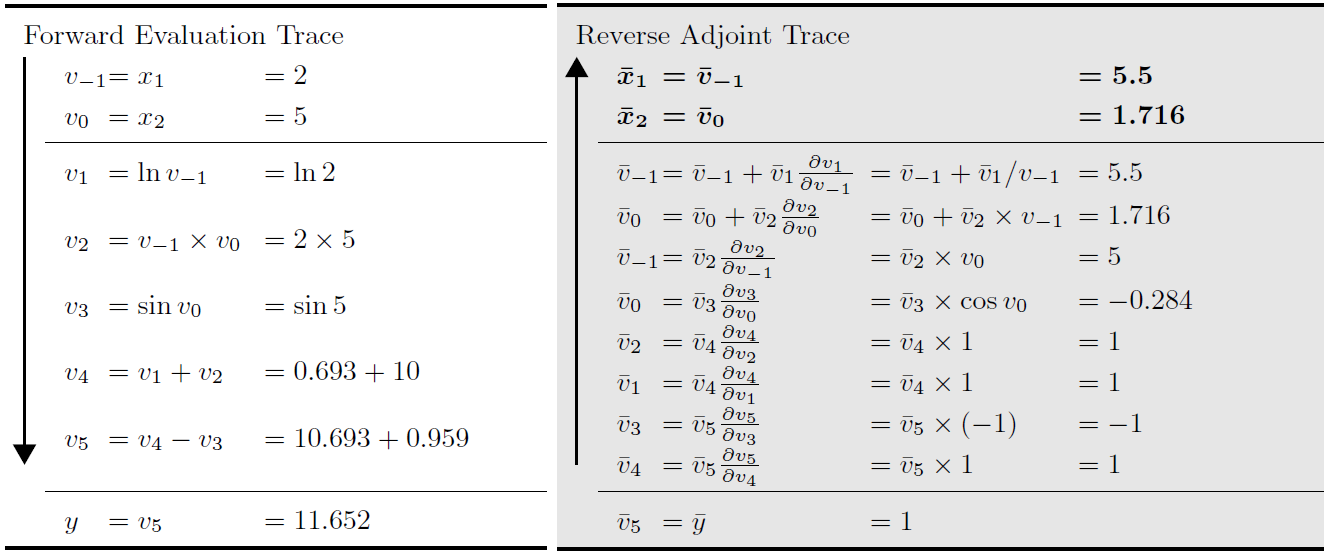 Forward Evaluation Trace
v₋₁ = x₁ = 2
v₀ = x₂ = 5
v₁ = ln v₋₁ = ln 2
v₂ = v₋₁ × v₀ = 2 × 5
v₃ = sin v₀ = sin 5
v₄ = v₁ + v₂ = 0.693 + 10
v₅ = v₄ − v₃ = 10.693 + 0.959
y = v₅ = 11.652
Reverse Adjoint Trace
x̄₁ = v̄₋₁ = 5.5
x̄₂ = v̄₀ = 1.716
v̄₋₁ = v̄₋₁ + v̄₁ ∂v₁/∂v₋₁ = v̄₋₁ + v̄₁/v₋₁ = 5.5
v̄₀ = v̄₀ + v̄₂ ∂v₂/∂v₀ = v̄₀ + v̄₂ × v₋₁ = 1.716
v̄₋₁ = v̄₂ ∂v₂/∂v₋₁ = v̄₂ × v₀ = 5
v̄₀ = v̄₃ ∂v₃/∂v₀ = v̄₃ × cos v₀ = −0.284
v̄₂ = v̄₄ ∂v₄/∂v₂ = v̄₄ × 1 = 1
v̄₁ = v̄₄ ∂v₄/∂v₁ = v̄₄ × 1 = 1
v̄₃ = v̄₅ ∂v₅/∂v₃ = v̄₅ × (−1) = −1
v̄₄ = v̄₅ ∂v₅/∂v₄ = v̄₅ × 1 = 1
v̄₅ = ȳ = 1